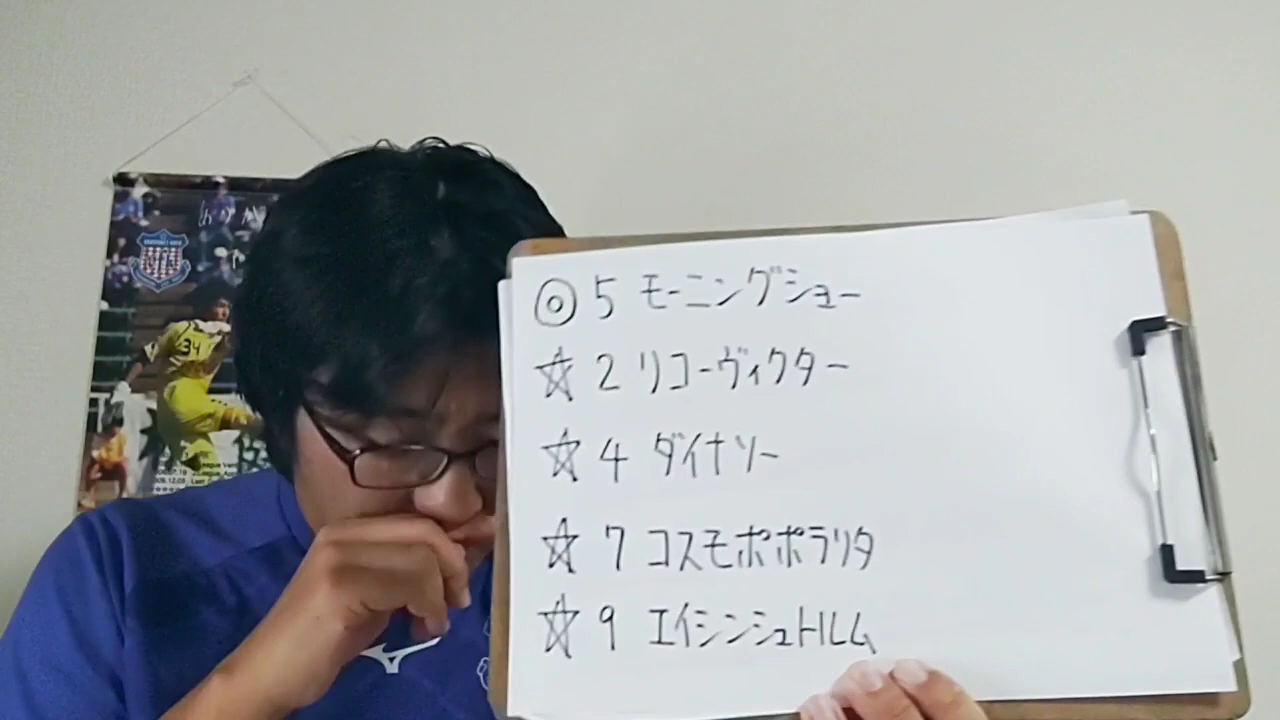 ◎ 5 モーニングショー
☆ 2 リコーヴィクター
☆ 4 ダイナソー
☆ 7 コスモポポラリタ
☆ 9 エイシンシュトルム
34